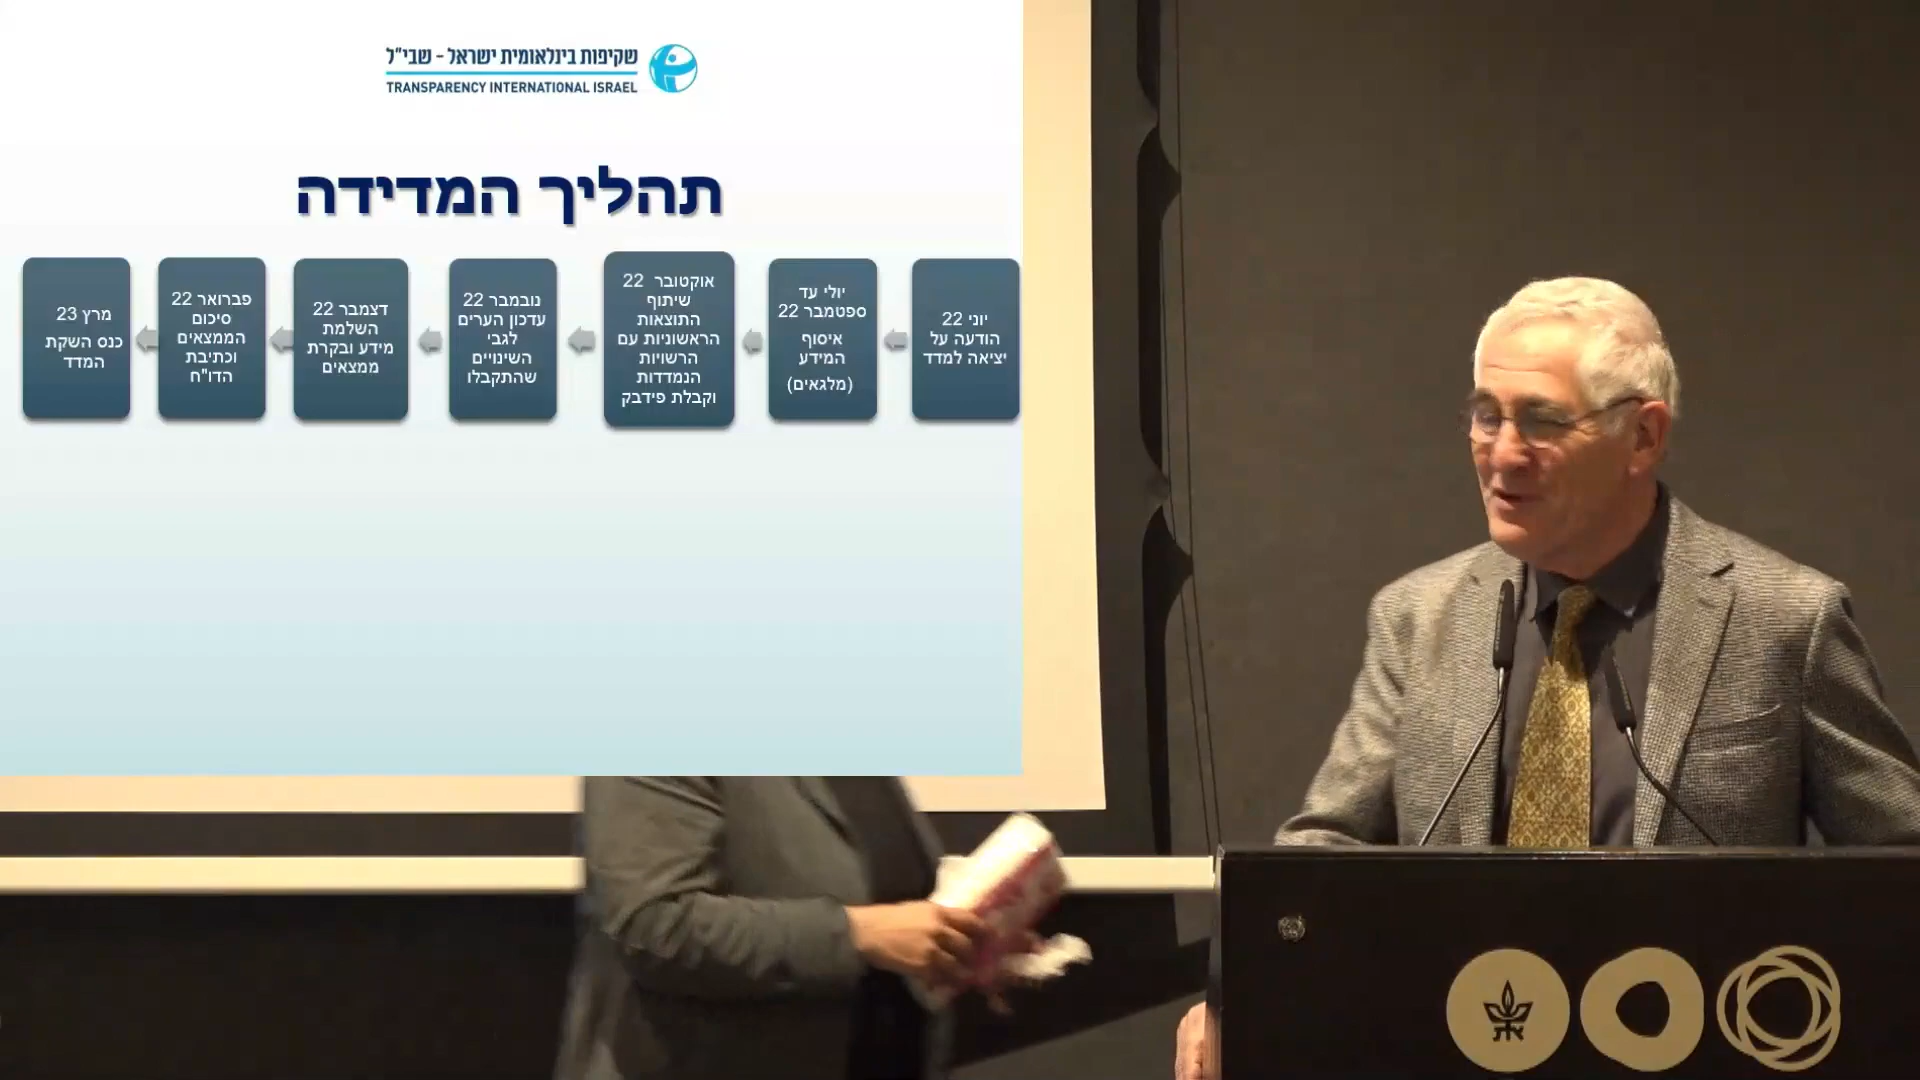 שקיפות בינלאומית ישראל - שבי"ל
TRANSPARENCY INTERNATIONAL ISRAEL
תהליך המדידה
יוני 22
הודעה על
יציאה למדד
יולי עד
ספטמבר 22
איסוף
המידע
(מלגאים)
אוקטובר 22
שיתוף
התוצאות
הראשוניות עם
הרשויות
הנמדדות
וקבלת פידבק
נובמבר 22
עדכון הערים
לגבי
השינויים
שהתקבלו
דצמבר 22
השלמת
מידע ובקרת
ממצאים
פברואר 22
סיכום
הממצאים
וכתיבת
הדו"ח
מרץ 23
כנס השקת
המדד
את